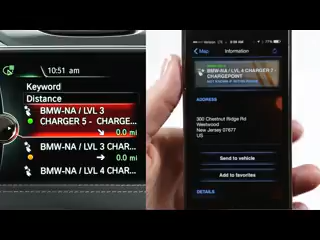 10:51 am
Keyword
Distance
BMW-NA / LVL 3
CHARGER 5 - CHARGE...
0.0 mi
BMW-NA / LVL 3 CHAR...
0.0 mi
BMW-NA / LVL 4 CHAR...
Map
Information
BMW-NA / LVL 4 CHARGER 7 /
CHARGEPOINT
ADDRESS
300 Chestnut Ridge Rd
Westwood
New Jersey 07677
US
Send to vehicle
Add to favorites
DETAILS